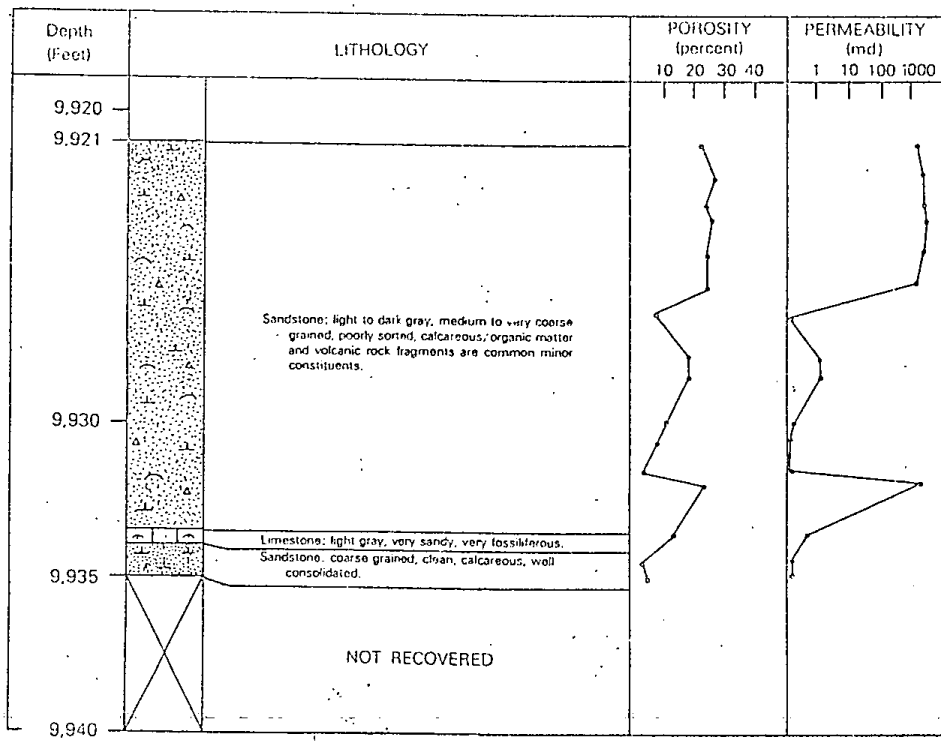 Depth
(Feet)
LITHOLOGY
POROSITY
(percent)
10 20 30 40
PERMEABILITY
(md)
1 10 100 1000
9,920
9,921
9,930
9,935
9,940
Sandstone; light to dark gray, medium to very coarse
grained, poorly sorted, calcareous, organic matter
and volcanic rock fragments are common minor
constituents.
Limestone; light gray, very sandy, very fossiliferous.
Sandstone. coarse grained, clean, calcareous, well
consolidated.
NOT RECOVERED